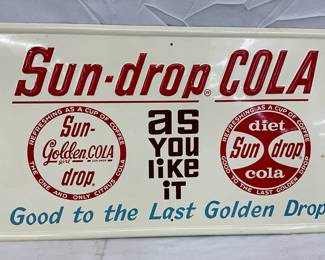 Sun-drop® COLA
REFRESHING AS A CUP OF COFFEE
Sun-
Golden COLA
drop®
THE ONE AND ONLY CITRUS COLA
as
you
like
it
REFRESHING AS A CUP OF COFFEE
diet
Sun drop
cola
GOOD TO THE LAST GOLDEN DROP
Good to the Last Golden Drop